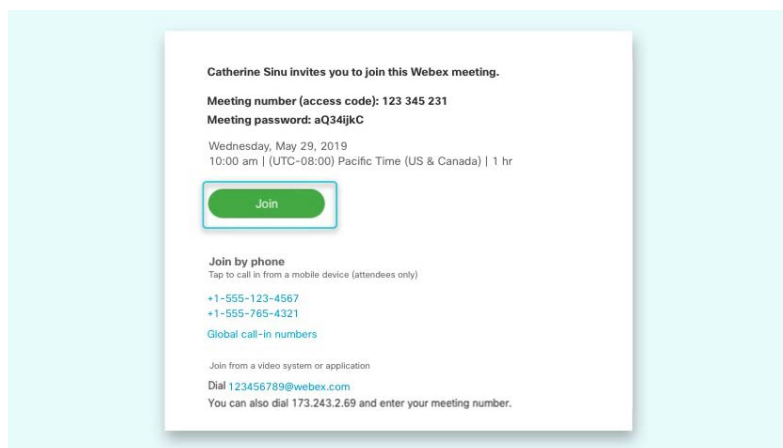 Catherine Sinu invites you to join this Webex meeting.
Meeting number (access code): 123 345 231
Meeting password: aQ34ijkC
Wednesday, May 29, 2019
10:00 am | (UTC-08:00) Pacific Time (US & Canada) | 1 hr
Join
Join by phone
Tap to call in from a mobile device (attendees only)
+1-555-123-4567
+1-555-765-4321
Global call-in numbers
Join from a video system or application
Dial 123456789@webex.com
You can also dial 173.243.2.69 and enter your meeting number.